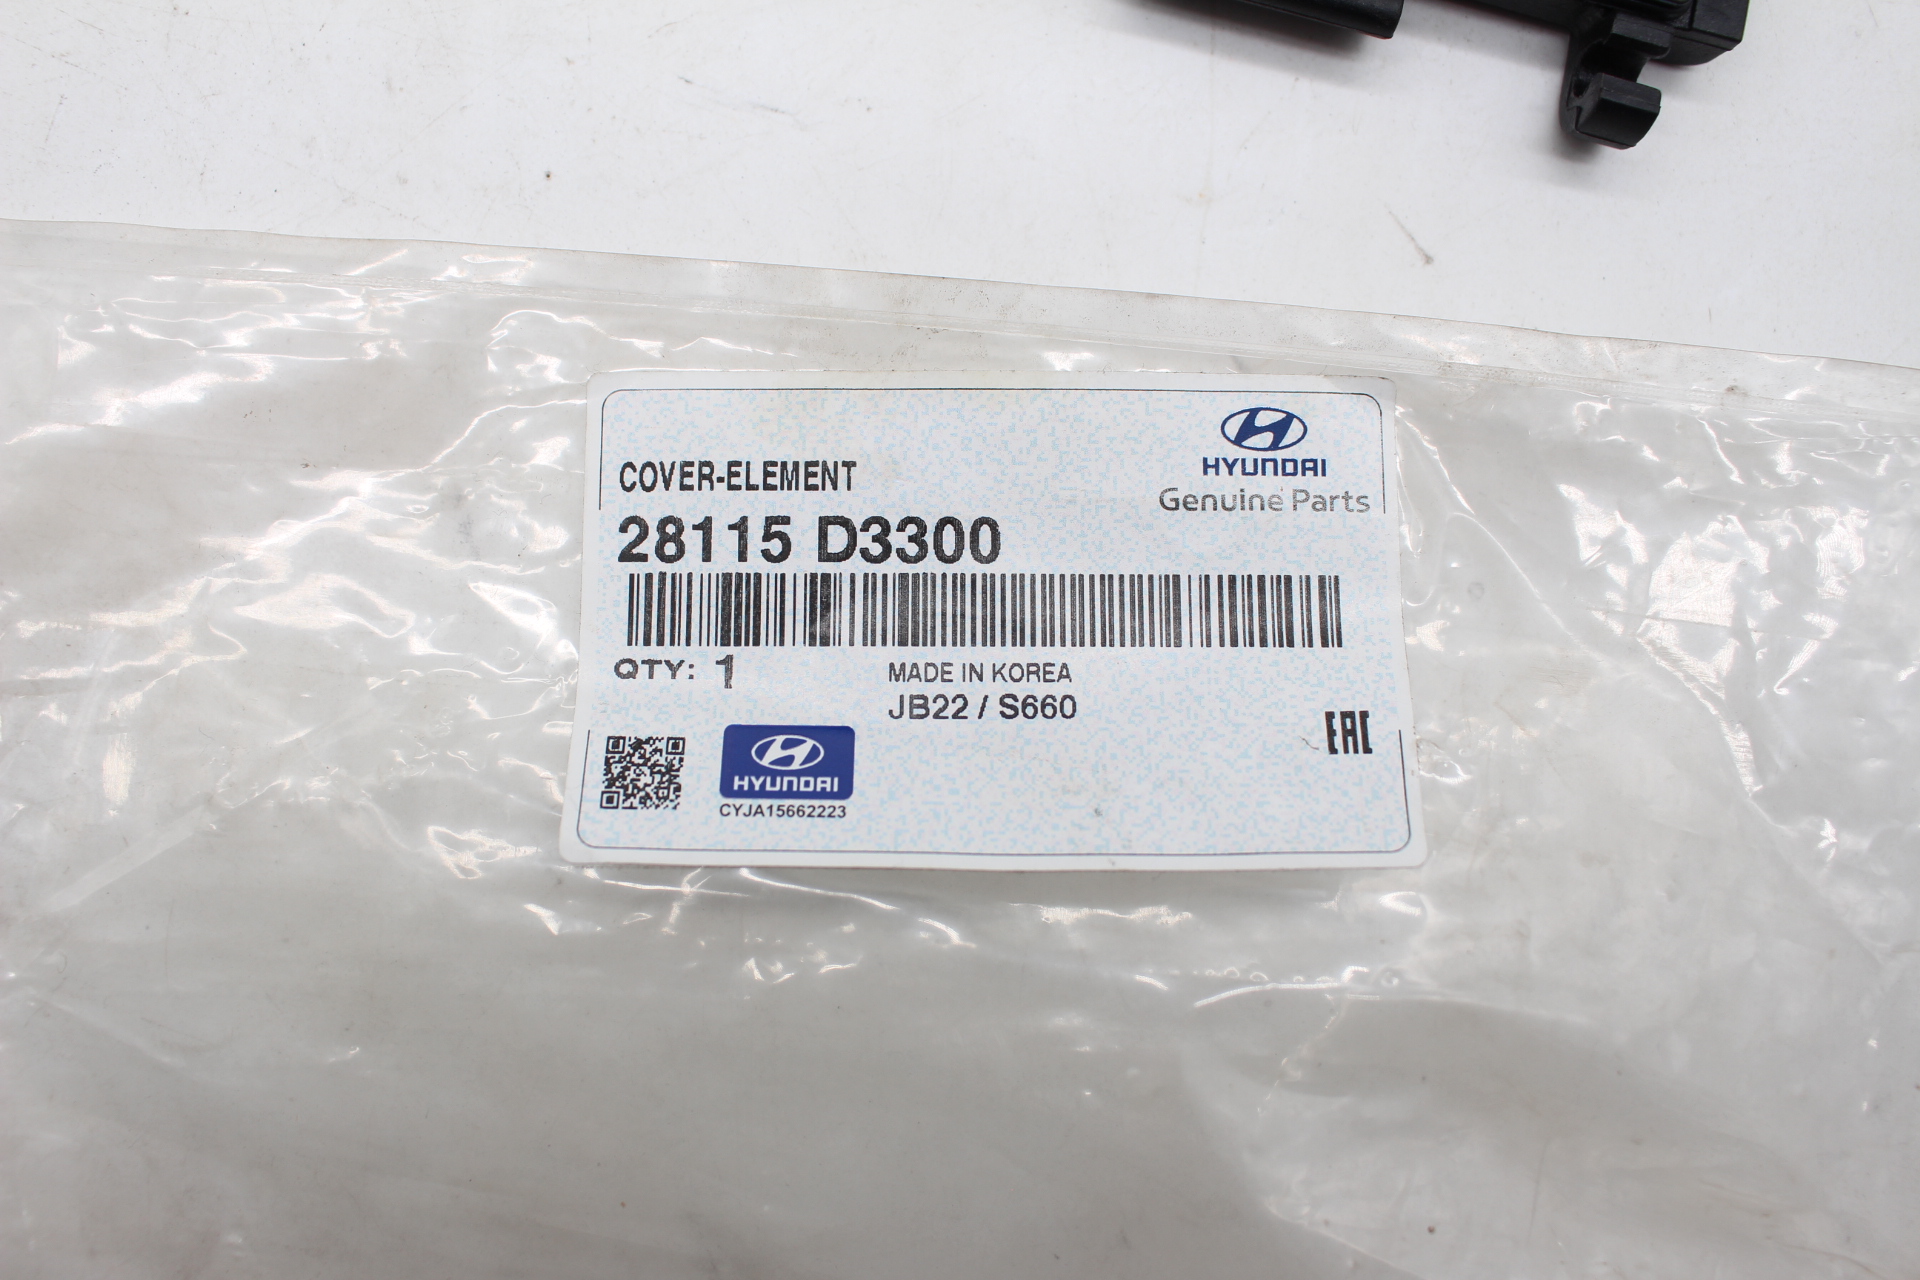 HYUNDAI
Genuine Parts
COVER-ELEMENT
28115 D3300
QTY: 1
MADE IN KOREA
JB22 / S660
EAC
HYUNDAI
CYJA15662223